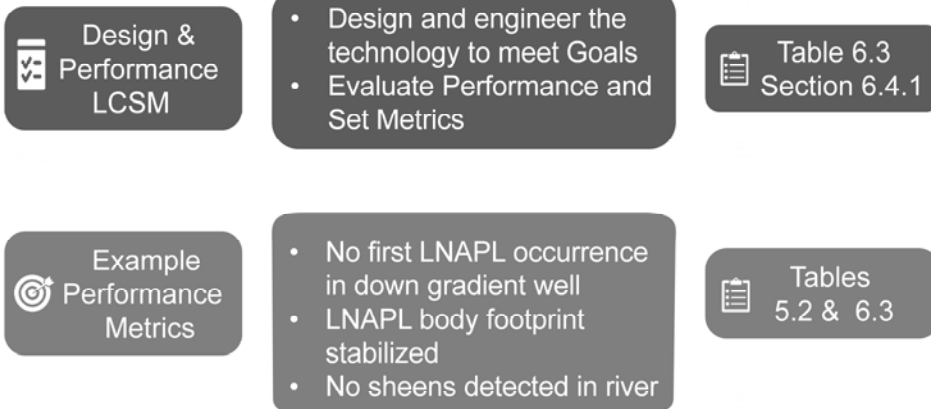 Design &
Performance
LCSM
• Design and engineer the
technology to meet Goals
• Evaluate Performance and
Set Metrics
Table 6.3
Section 6.4.1
Example
Performance
Metrics
• No first LNAPL occurrence
in down gradient well
• LNAPL body footprint
stabilized
• No sheens detected in river
Tables
5.2 & 6.3